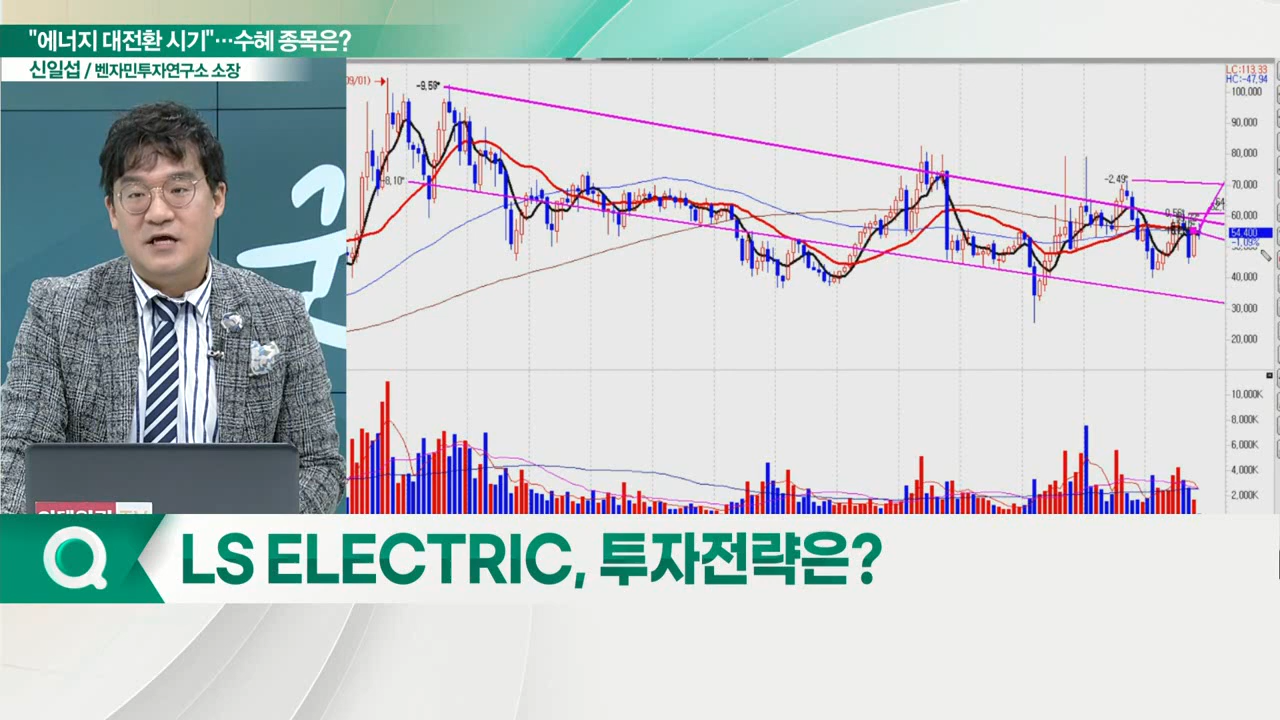 "에너지 대전환 시기"…수혜 종목은?
신일섭 / 벤자민투자연구소 소장
09/01)
-9.58*
-8.10*
-2.49*
LC:113.33
HC:-47.94
100,000
90,000
80,000
70,000
60,000
54,400
-1.09%
40,000
30,000
20,000
10,000K
8,000K
6,000K
4,000K
2,000K
LS ELECTRIC, 투자전략은?